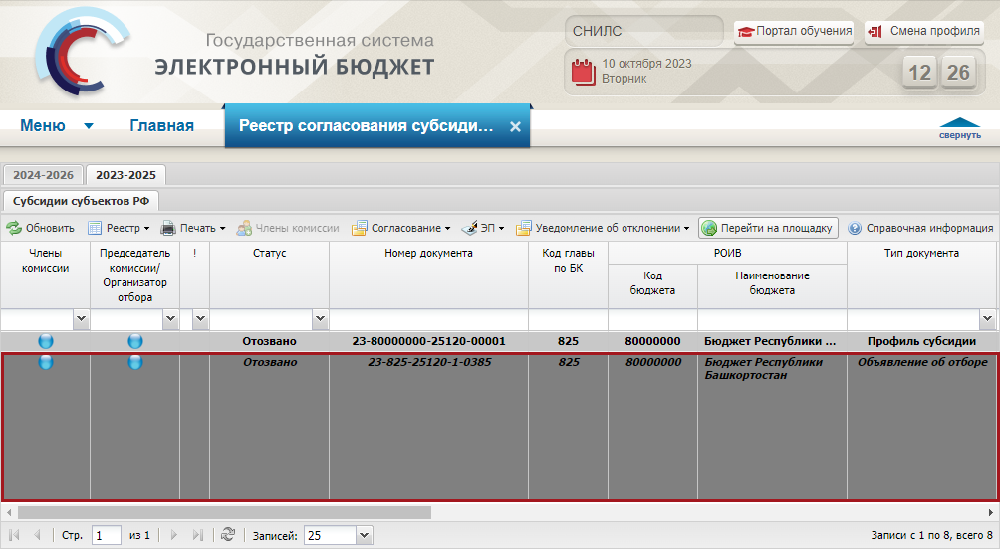 Государственная система
ЭЛЕКТРОННЫЙ БЮДЖЕТ
СНИЛС
Портал обучения
Смена профиля
10 октября 2023
Вторник
12 26
Меню
Главная
Реестр согласования субсиди...
свернуть
2024-2026
2023-2025
Субсидии субъектов РФ
Обновить
Реестр
Печать
Члены комиссии
Согласование
ЭП
Уведомление об отклонении
Перейти на площадку
Справочная информация
Члены
комиссии
Председатель
комиссии/
Организатор
отбора
!
Статус
Номер документа
Код главы
по БК
РОИВ
Код
бюджета
Наименование
бюджета
Тип документа
Отозвано 23-80000000-25120-00001 825 80000000 Бюджет Республики ... Профиль субсидии
Отозвано 23-825-25120-1-0385 825 80000000 Бюджет Республики Объявление об отборе
Башкортостан
Стр. 1 из 1 Записей: 25 Записи с 1 по 8, всего 8